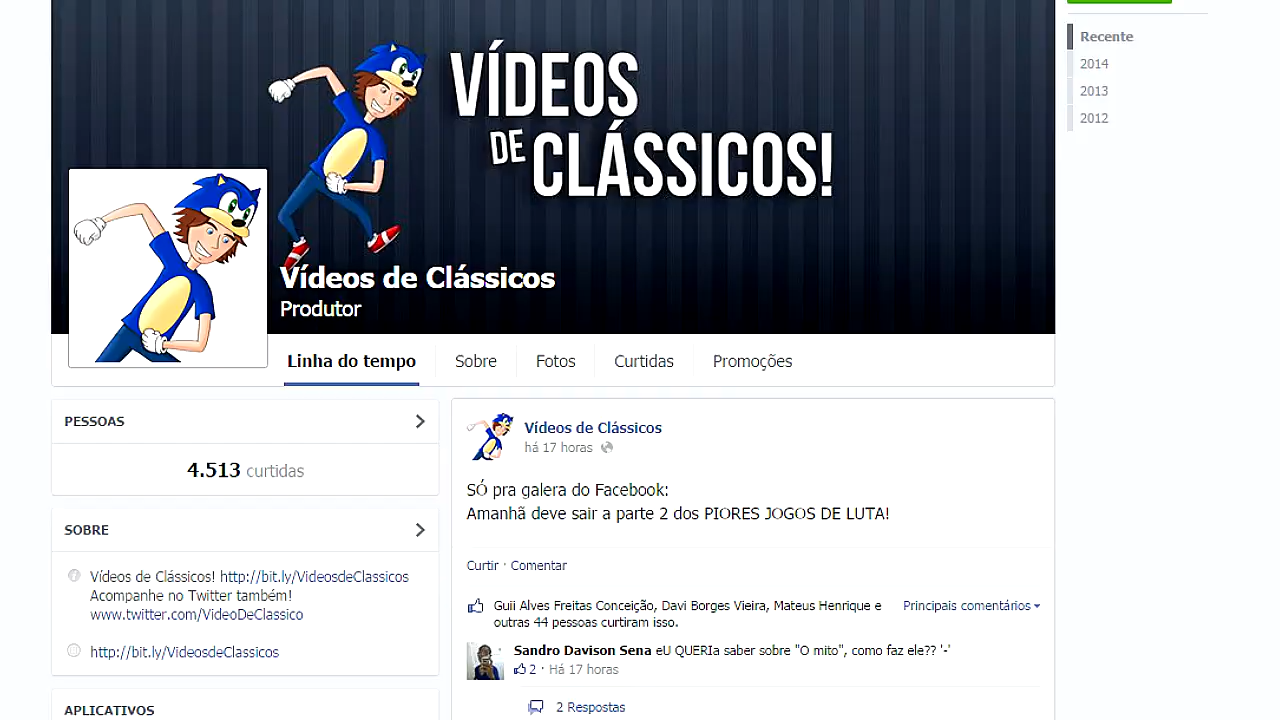 VÍDEOS
DE CLÁSSICOS!
Vídeos de Clássicos
Produtor
Linha do tempo
Sobre
Fotos
Curtidas
Promoções
Recente
2014
2013
2012
PESSOAS
4.513 curtidas
SOBRE
Vídeos de Clássicos! http://bit.ly/VideosdeClassicos
Acompanhe no Twitter também!
www.twitter.com/VideoDeClassico
http://bit.ly/VideosdeClassicos
APLICATIVOS
Vídeos de Clássicos
há 17 horas
SÓ pra galera do Facebook:
Amanhã deve sair a parte 2 dos PIORES JOGOS DE LUTA!
Curtir · Comentar
Guii Alves Freitas Conceição, Davi Borges Vieira, Mateus Henrique e
outras 44 pessoas curtiram isso.
Principais comentários
Sandro Davison Sena eU QUERIa saber sobre "O mito", como faz ele?? '-'
2 · Há 17 horas
2 Respostas